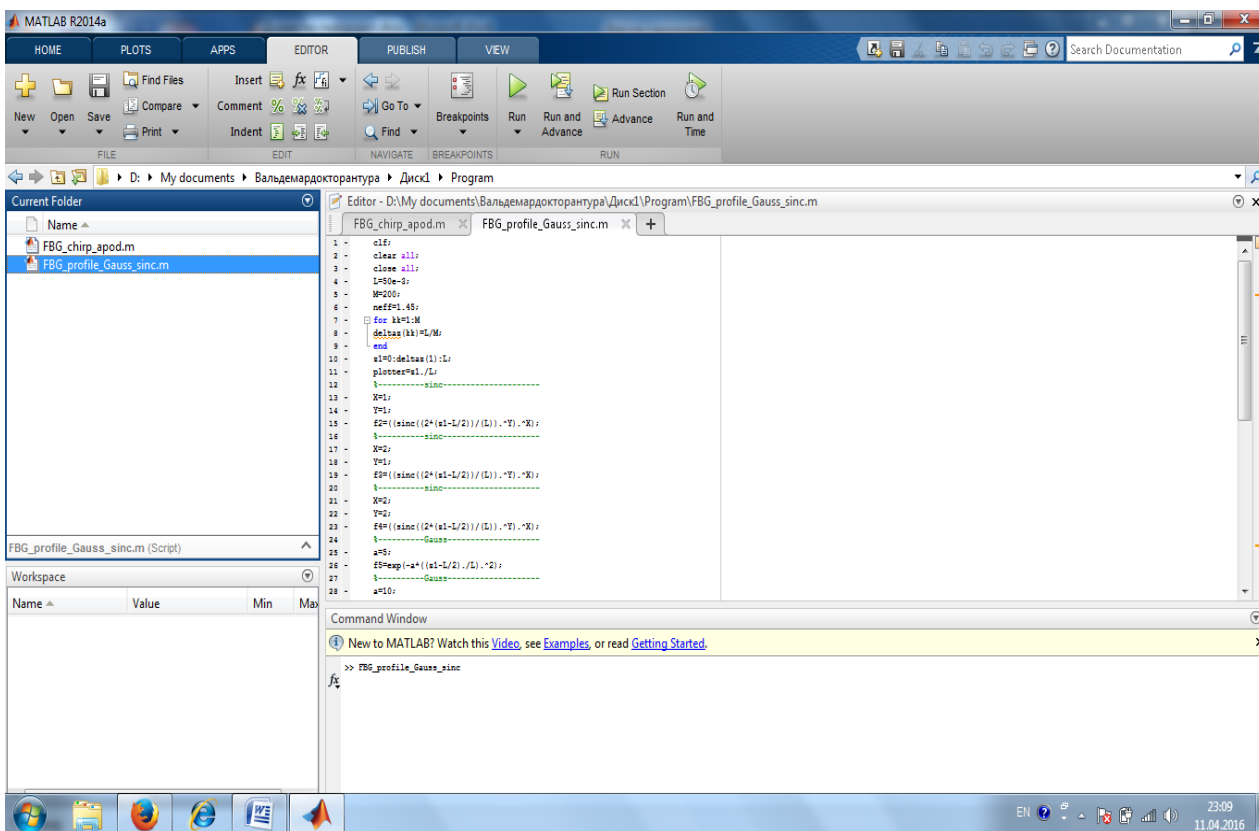 MATLAB R2014a
HOME PLOTS APPS EDITOR PUBLISH VIEW
Search Documentation
New Open Save
Find Files
Compare
Print
Insert
Comment
Indent
Go To
Find
Breakpoints
Run
Run and Advance
Run Section
Advance
Run and Time
FILE EDIT NAVIGATE BREAKPOINTS RUN
D: My documents Вальдемардокторантура Диск1 Program
Current Folder
Name
FBG_chirp_apod.m
FBG_profile_Gauss_sinc.m
FBG_profile_Gauss_sinc.m (Script)
Workspace
Name Value Min Max
Editor - D:\My documents\Вальдемардокторантура\Диск1\Program\FBG_profile_Gauss_sinc.m
FBG_chirp_apod.m FBG_profile_Gauss_sinc.m
1 - clf;
2 - clear all;
3 - close all;
4 - L=50e-3;
5 - M=200;
6 - neff=1.45;
7 - for kk=1:M
8 - deltaz(kk)=L/M;
9 - end
10 - z1=0:deltaz(1):L;
11 - plotter=z1./L;
12 %----------sinc---------------------
13 - X=1;
14 - Y=1;
15 - f2=((sinc((2*(z1-L/2))/(L)).^Y).^X);
16 %----------sinc---------------------
17 - X=2;
18 - Y=1;
19 - f3=((sinc((2*(z1-L/2))/(L)).^Y).^X);
20 %----------sinc---------------------
21 - X=2;
22 - Y=2;
23 - f4=((sinc((2*(z1-L/2))/(L)).^Y).^X);
24 %----------Gauss--------------------
25 - a=5;
26 - f5=exp(-a*((z1-L/2)./L).^2);
27 %----------Gauss--------------------
28 - a=10;
Command Window
New to MATLAB? Watch this Video, see Examples, or read Getting Started.
>> FBG_profile_Gauss_sinc
fx
EN
23:09
11.04.2016